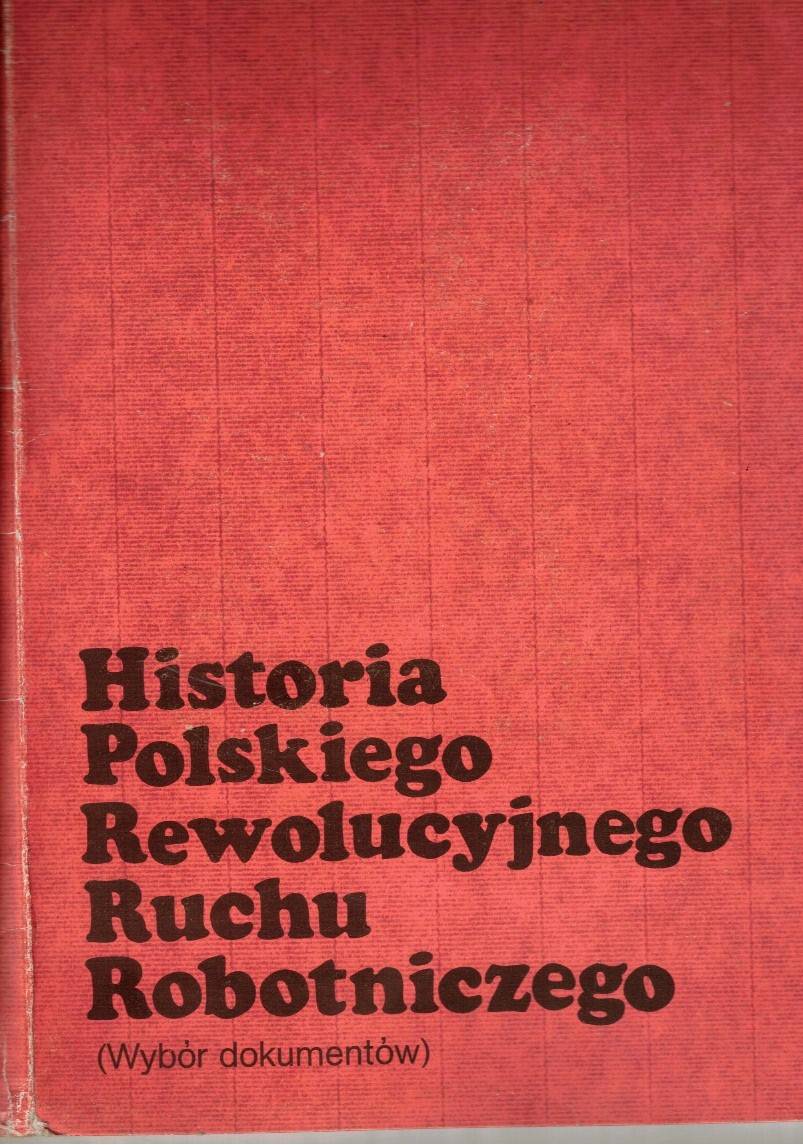 Historia
Polskiego
Rewolucyjnego
Ruchu
Robotniczego
(Wybór dokumentów)